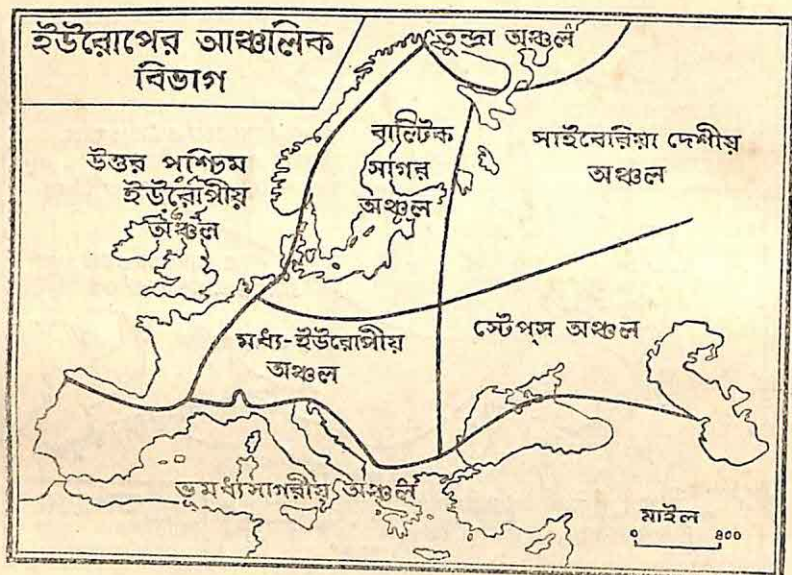 ইউরোপের আঞ্চলিক
বিভাগ
তুন্দ্রা অঞ্চল
বাল্টিক
সাগর
অঞ্চল
সাইবেরিয়া দেশীয়
অঞ্চল
উত্তর পশ্চিম
ইউরোপীয়
অঞ্চল
মধ্য-ইউরোপীয়
অঞ্চল
স্টেপ্‌স অঞ্চল
ভূমধ্যসাগরীয় অঞ্চল
মাইল
০ ৪০০